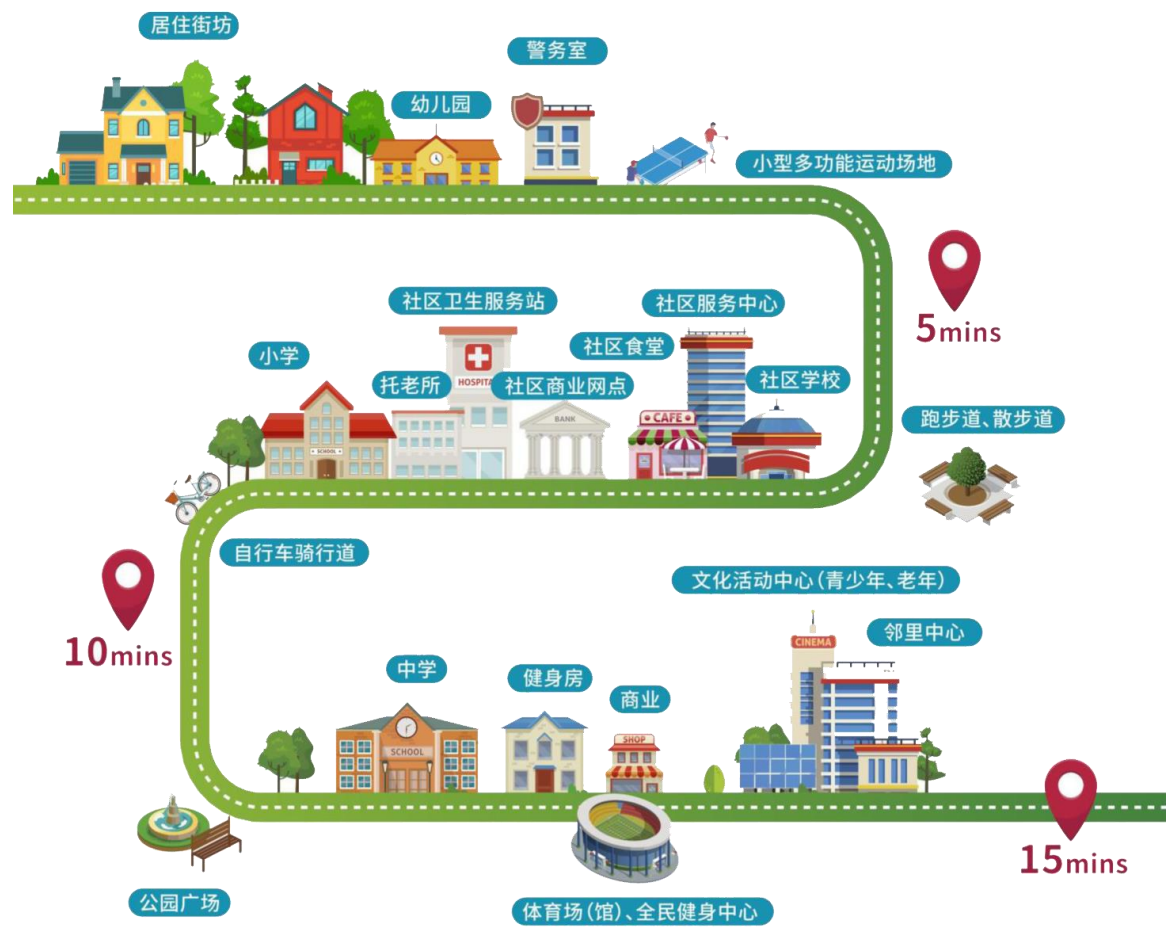 居住街坊
警务室
幼儿园
小型多功能运动场地
5mins
社区卫生服务站
社区服务中心
小学
社区食堂
托老所
HOSPITA
社区商业网点
社区学校
跑步道、散步道
BANK
CAFE
SCHOOL
自行车骑行道
10mins
文化活动中心(青少年、老年)
邻里中心
CINEMA
中学
健身房
商业
SHOP
SCHOOL
15mins
公园广场
体育场(馆)、全民健身中心